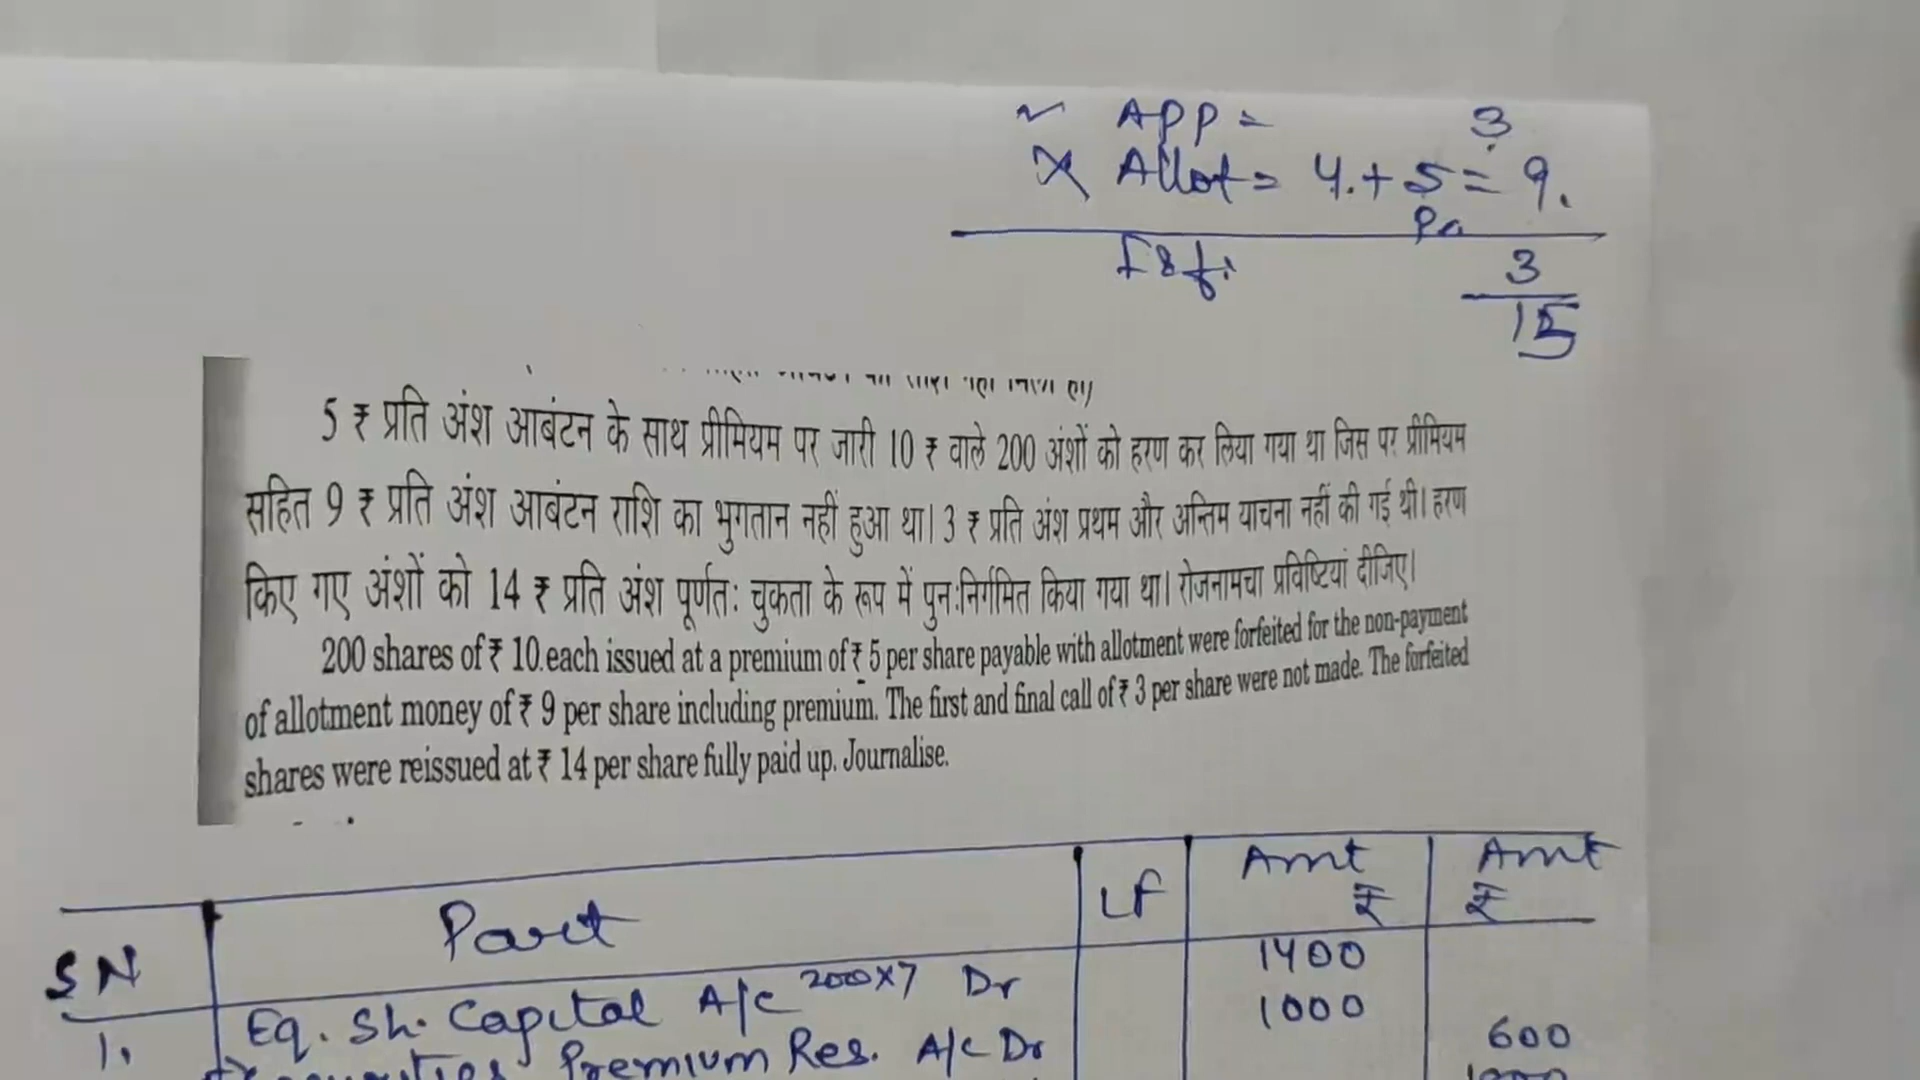 APP = 3
Allot = 4.+ 5 = 9.
3
15
5 ₹ प्रति अंश आबंटन के साथ प्रीमियम पर जारी 10 ₹ वाले 200 अंशों को हरण कर लिया गया था जिस पर प्रीमियम
सहित 9 ₹ प्रति अंश आबंटन राशि का भुगतान नहीं हुआ था। 3 ₹ प्रति अंश प्रथम और अन्तिम याचना नहीं की गई थी। हरण
किए गए अंशों को 14 ₹ प्रति अंश पूर्णतः चुकता के रूप में पुन:निर्गमित किया गया था। रोजनामचा प्रविष्टियां दीजिए।
200 shares of ₹ 10.each issued at a premium of ₹ 5 per share payable with allotment were forfeited for the non-payment
of allotment money of ₹ 9 per share including premium. The first and final call of ₹ 3 per share were not made. The forfeited
shares were reissued at ₹ 14 per share fully paid up. Journalise.
SN Part LF Amt ₹ Amt ₹
1. Eq. Sh. Capital A/c 200×7 Dr 1400
Premium Res. A/c Dr 1000
600